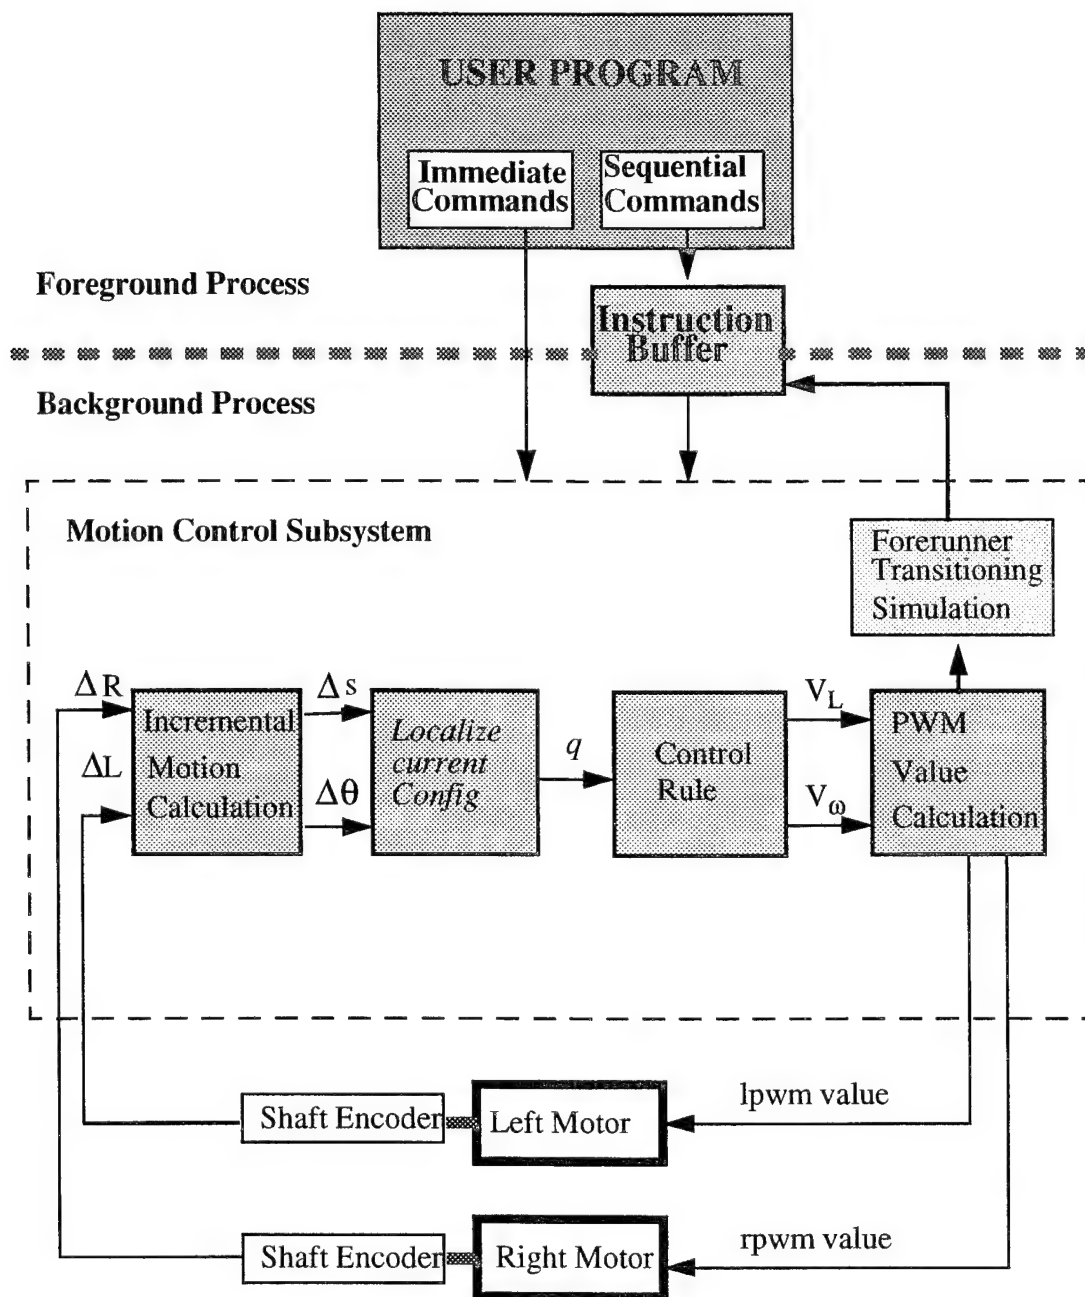 USER PROGRAM
Immediate
Commands
Sequential
Commands
Foreground Process
Instruction
Buffer
Background Process
Motion Control Subsystem
Forerunner
Transitioning
Simulation
ΔR
ΔL
Incremental
Motion
Calculation
Δs
Δθ
Localize
current
Config
q
Control
Rule
V_L
V_ω
PWM
Value
Calculation
Shaft Encoder
Left Motor
lpwm value
Shaft Encoder
Right Motor
rpwm value